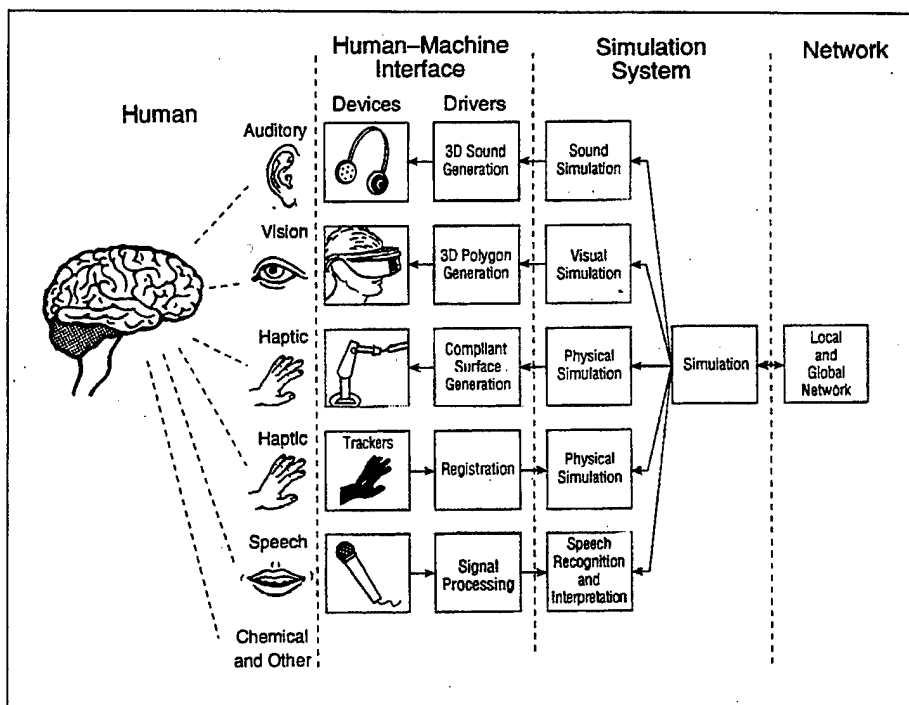 Human–Machine
Interface
Simulation
System
Network
Human
Devices
Drivers
Auditory
3D Sound
Generation
Sound
Simulation
Vision
3D Polygon
Generation
Visual
Simulation
Haptic
Compliant
Surface
Generation
Physical
Simulation
Simulation
Local
and
Global
Network
Haptic
Trackers
Registration
Physical
Simulation
Speech
Signal
Processing
Speech
Recognition
and
Interpretation
Chemical
and Other